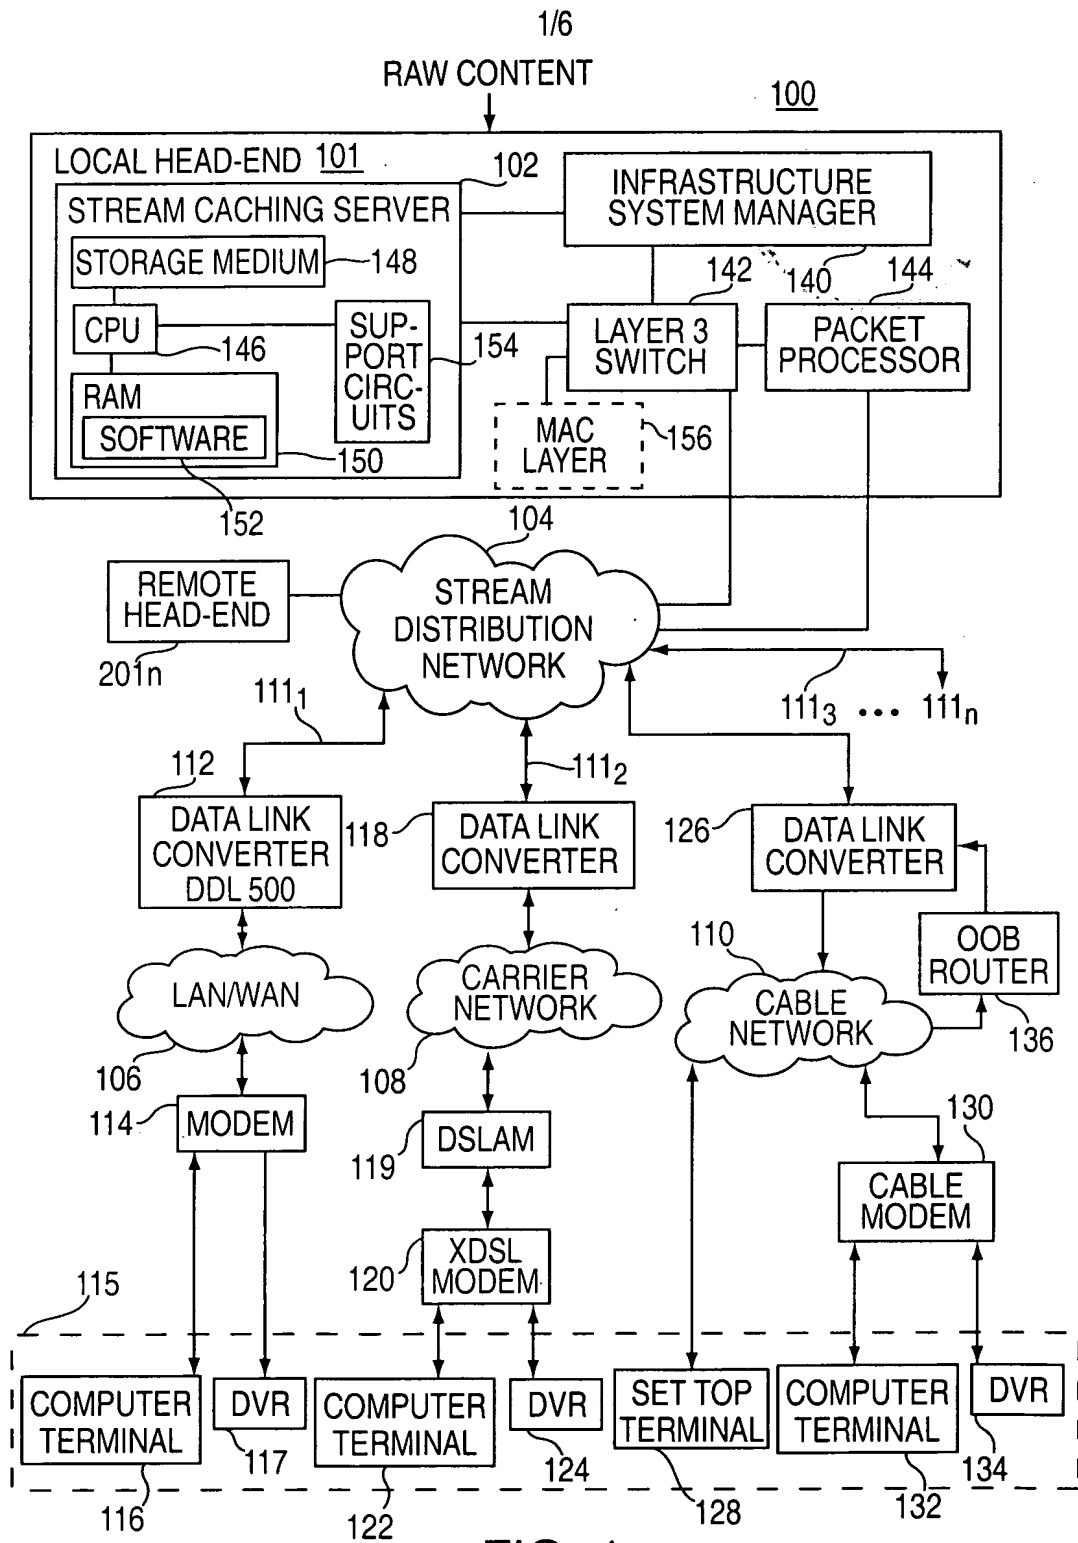 1/6
RAW CONTENT
100
LOCAL HEAD-END 101
102
STREAM CACHING SERVER
INFRASTRUCTURE
SYSTEM MANAGER
STORAGE MEDIUM
148
142
140
144
CPU
146
SUP-
PORT
CIRC-
UITS
154
LAYER 3
SWITCH
PACKET
PROCESSOR
RAM
SOFTWARE
150
152
MAC
LAYER
156
104
REMOTE
HEAD-END
201n
STREAM
DISTRIBUTION
NETWORK
111₁
111₂
111₃ ••• 111n
112
DATA LINK
CONVERTER
DDL 500
118
DATA LINK
CONVERTER
126
DATA LINK
CONVERTER
LAN/WAN
106
CARRIER
NETWORK
108
110
CABLE
NETWORK
OOB
ROUTER
136
114
MODEM
DSLAM
119
130
CABLE
MODEM
XDSL
MODEM
120
115
COMPUTER
TERMINAL
116
DVR
117
COMPUTER
TERMINAL
122
DVR
124
SET TOP
TERMINAL
128
COMPUTER
TERMINAL
132
DVR
134